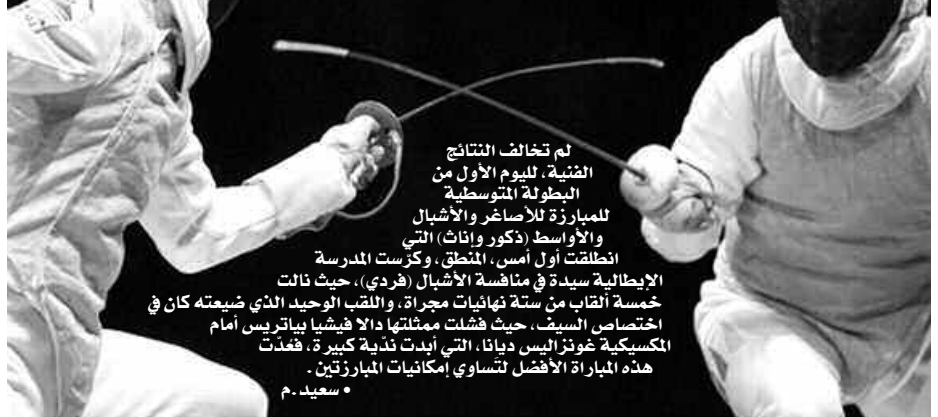 لم تخالف النتائج
الفنية، لليوم الأول من
البطولة المتوسطية
للمبارزة للأصاغر والأشبال
والأواسط (ذكور وإناث) التي
انطلقت أول أمس، المنطق، وكرّست المدرسة
الإيطالية سيدة في منافسة الأشبال (فردي)، حيث نالت
خمسة ألقاب من ستة نهائيات مجراة، واللقب الوحيد الذي ضيعته كان في
اختصاص السيف، حيث فشلت ممثلتها دالا فيشيا بياتريس أمام
المكسيكية غونزاليس ديانا، التي أبدت ندّية كبيرة، فعُدّت
هذه المباراة الأفضل لتَساوي إمكانيات المبارزتين.
• سعيد.م